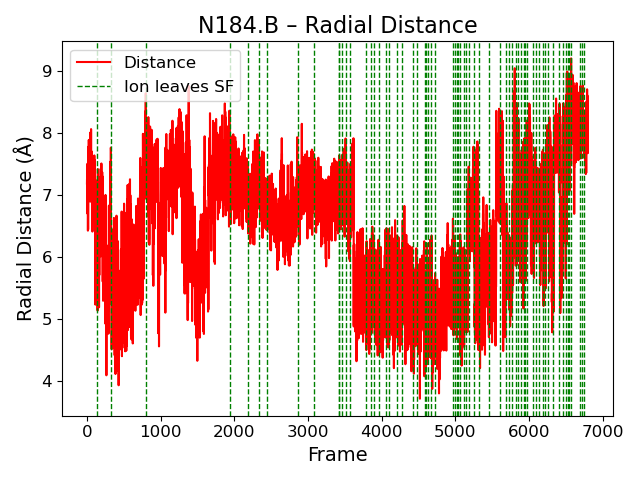 N184.B – Radial Distance
Distance
Ion leaves SF
Radial Distance (Å)
9
8
7
6
5
4
0
1000
2000
3000
4000
5000
6000
7000
Frame